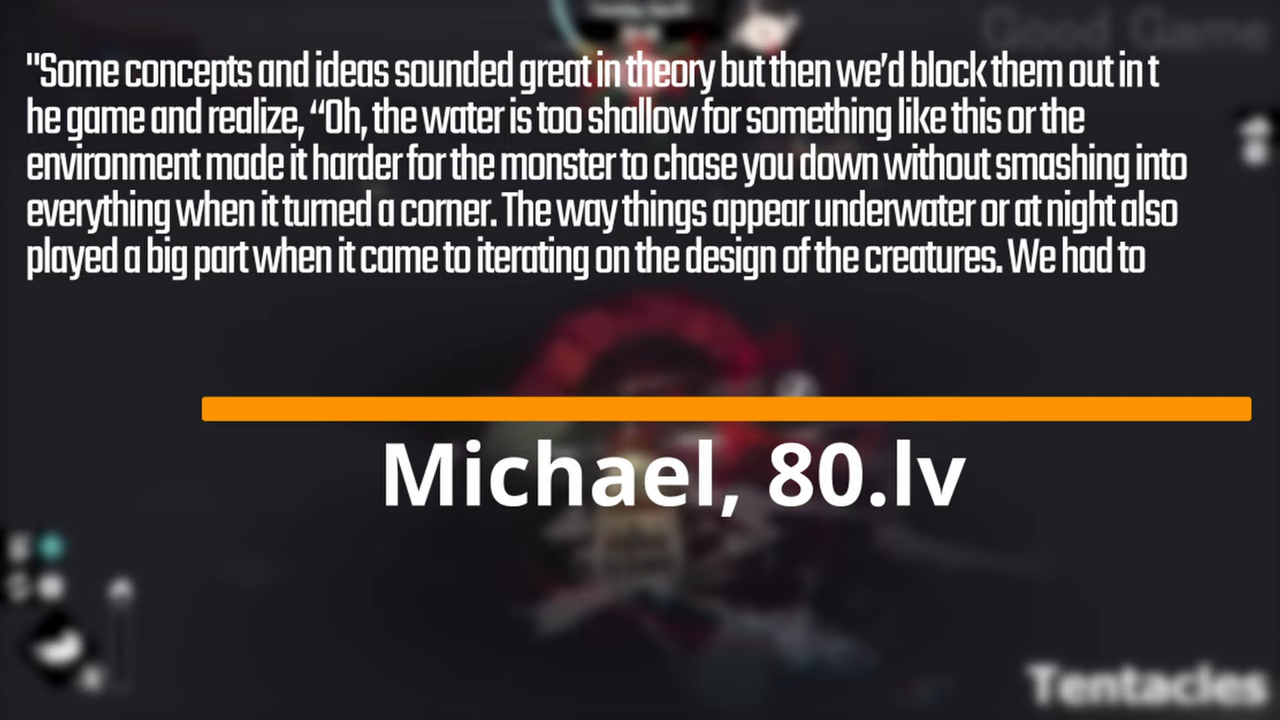 Good Game
"Some concepts and ideas sounded great in theory but then we’d block them out in t
he game and realize, “Oh, the water is too shallow for something like this or the
environment made it harder for the monster to chase you down without smashing into
everything when it turned a corner. The way things appear underwater or at night also
played a big part when it came to iterating on the design of the creatures. We had to
Michael, 80.lv
Tentacles